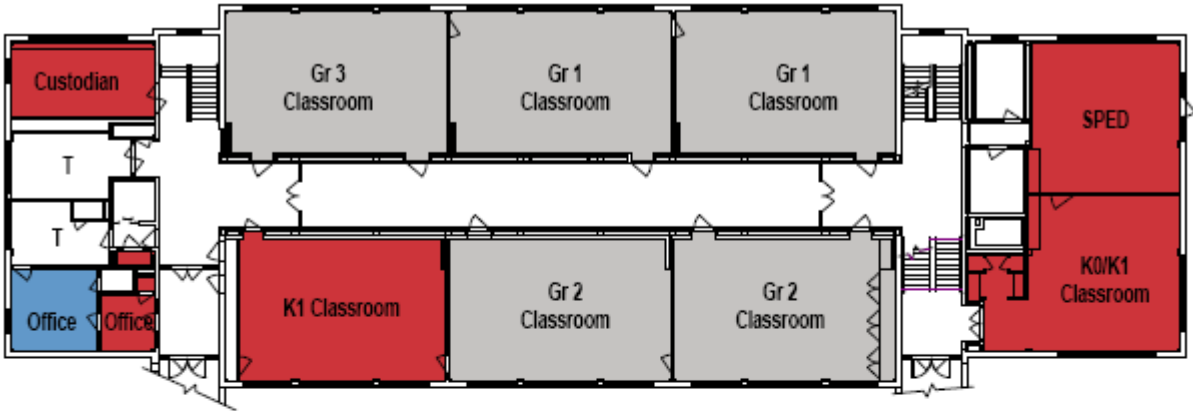 Gr 3
Classroom
Gr 1
Classroom
Gr 1
Classroom
Custodian
SPED
T
T
K1 Classroom
Gr 2
Classroom
Gr 2
Classroom
K0/K1
Classroom
Office
Office